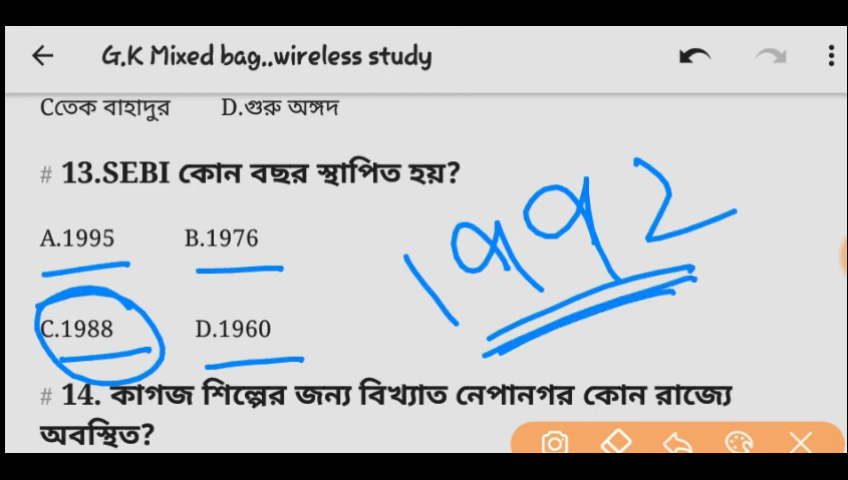 G.K Mixed bag..wireless study
Cতেক বাহাদুর D.গুরু অঙ্গদ
# 13.SEBI কোন বছর স্থাপিত হয়?
A.1995 B.1976
1992
C.1988 D.1960
# 14. কাগজ শিল্পের জন্য বিখ্যাত নেপানগর কোন রাজ্যে
অবস্থিত?